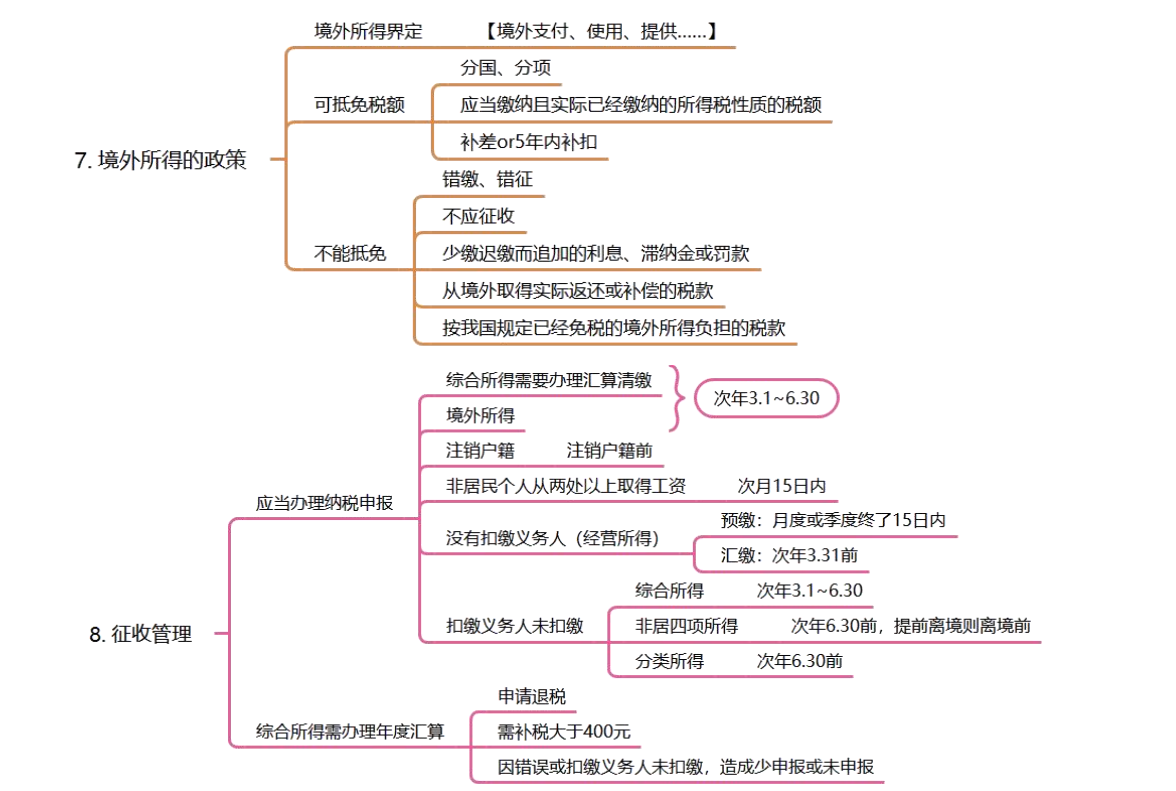 境外所得界定 【境外支付、使用、提供……】
分国、分项
可抵免税额 应当缴纳且实际已经缴纳的所得税性质的税额
补差or5年内补扣
7. 境外所得的政策
错缴、错征
不应征收
不能抵免 少缴迟缴而追加的利息、滞纳金或罚款
从境外取得实际返还或补偿的税款
按我国规定已经免税的境外所得负担的税款
综合所得需要办理汇算清缴
次年3.1~6.30
境外所得
注销户籍 注销户籍前
非居民个人从两处以上取得工资 次月15日内
应当办理纳税申报
预缴：月度或季度终了15日内
没有扣缴义务人（经营所得）
汇缴：次年3.31前
综合所得 次年3.1~6.30
扣缴义务人未扣缴 非居四项所得 次年6.30前，提前离境则离境前
8. 征收管理
分类所得 次年6.30前
申请退税
综合所得需办理年度汇算 需补税大于400元
因错误或扣缴义务人未扣缴，造成少申报或未申报